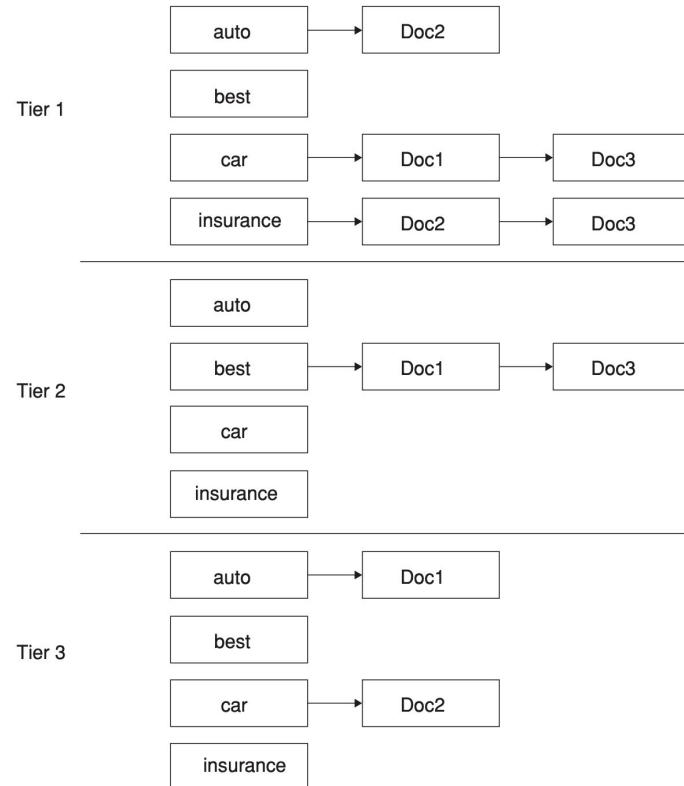 auto Doc2
Tier 1
best
car Doc1 Doc3
insurance Doc2 Doc3
auto
best Doc1 Doc3
Tier 2
car
insurance
auto Doc1
best
Tier 3
car Doc2
insurance